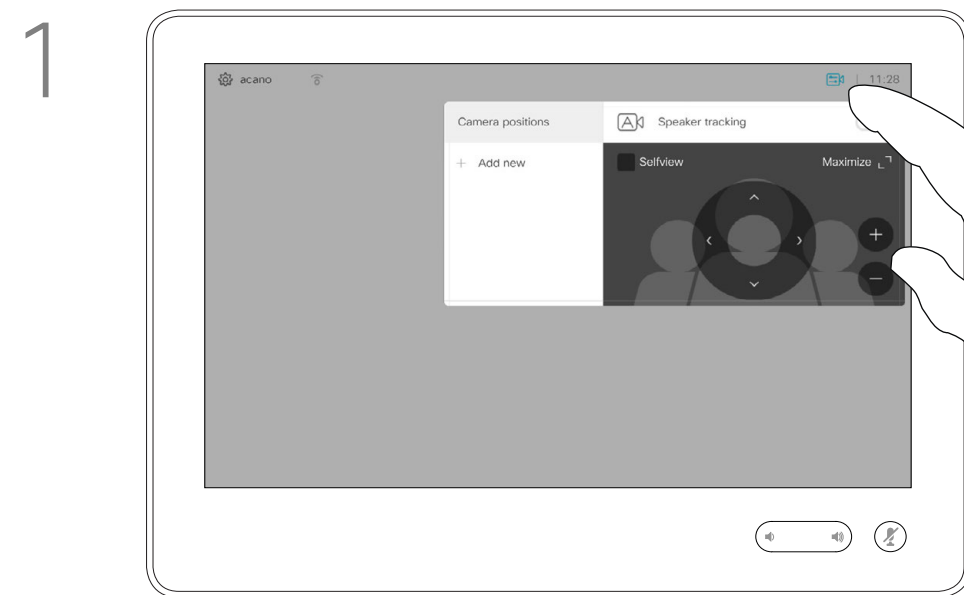 1
acano
11:28
Camera positions
Speaker tracking
+ Add new
Selfview
Maximize